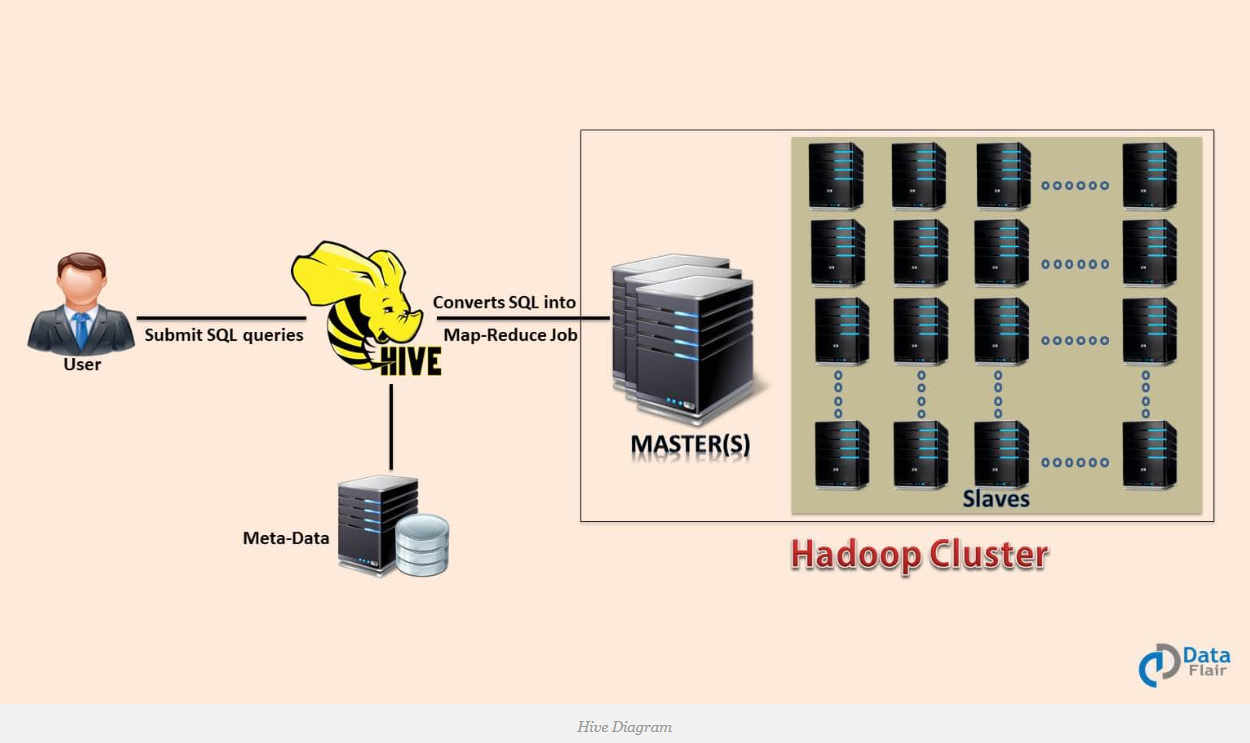 Submit SQL queries
User
HIVE
Converts SQL into
Map-Reduce Job
Meta-Data
MASTER(S)
Slaves
Hadoop Cluster
Data
Flair
Hive Diagram